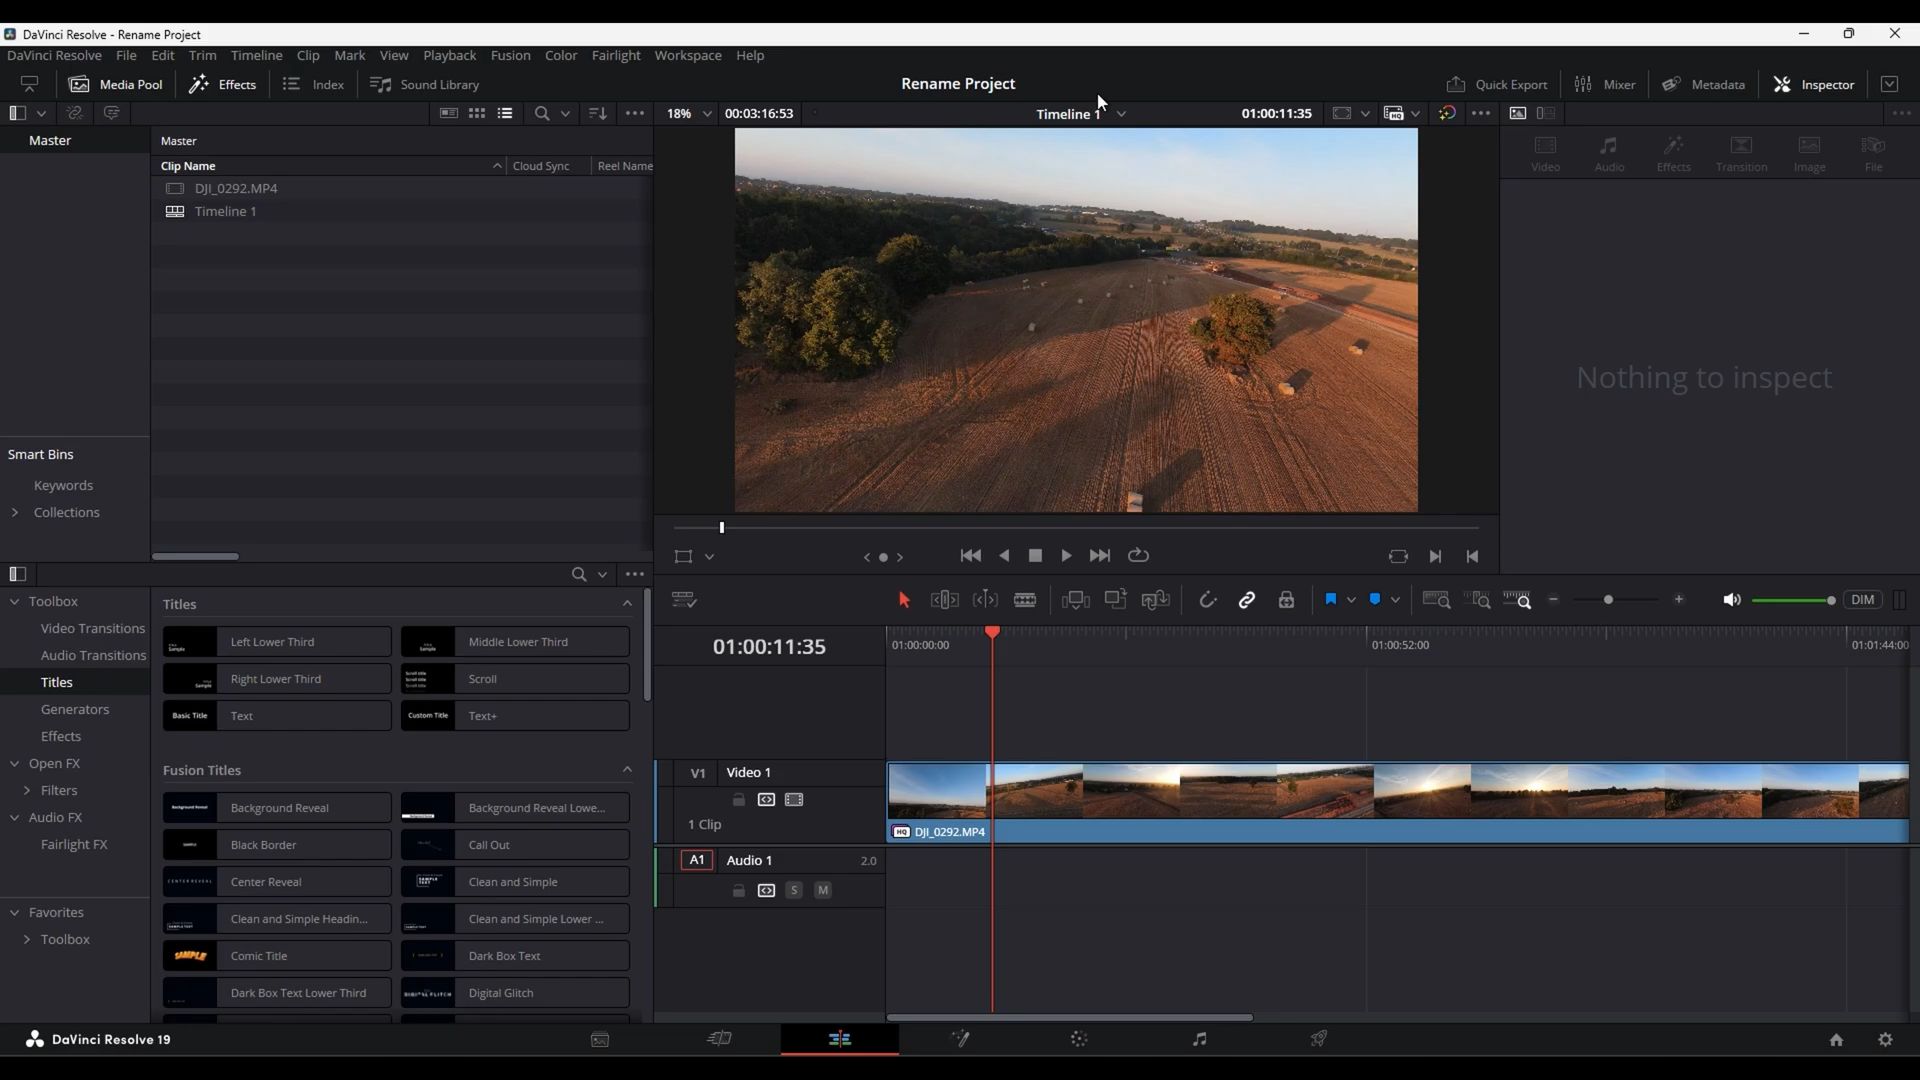 DaVinci Resolve - Rename Project
DaVinci Resolve File Edit Trim Timeline Clip Mark View Playback Fusion Color Fairlight Workspace Help
Media Pool Effects Index Sound Library Rename Project Quick Export Mixer Metadata Inspector
18% 00:03:16:53 Timeline 1 01:00:11:35
Master Master
Clip Name Cloud Sync Reel Name
DJI_0292.MP4
Timeline 1
Video Audio Effects Transition Image File
Nothing to inspect
Smart Bins
Keywords
Collections
Toolbox
Video Transitions
Audio Transitions
Titles
Generators
Effects
Open FX
Filters
Audio FX
Fairlight FX
Favorites
Toolbox
Titles
Left Lower Third Middle Lower Third
Right Lower Third Scroll
Basic Title Text Custom Title Text+
Fusion Titles
Background Reveal Background Reveal Lowe...
Black Border Call Out
CENTER REVEAL Center Reveal SAMPLE TEXT Clean and Simple
Clean and Simple Headin... Clean and Simple Lower ...
SAMPLE Comic Title Dark Box Text
Dark Box Text Lower Third DIGITAL GLITCH Digital Glitch
DIM
01:00:11:35 01:00:00:00 01:00:52:00 01:01:44:00
V1 Video 1
1 Clip
HQ DJI_0292.MP4
A1 Audio 1 2.0
S M
DaVinci Resolve 19